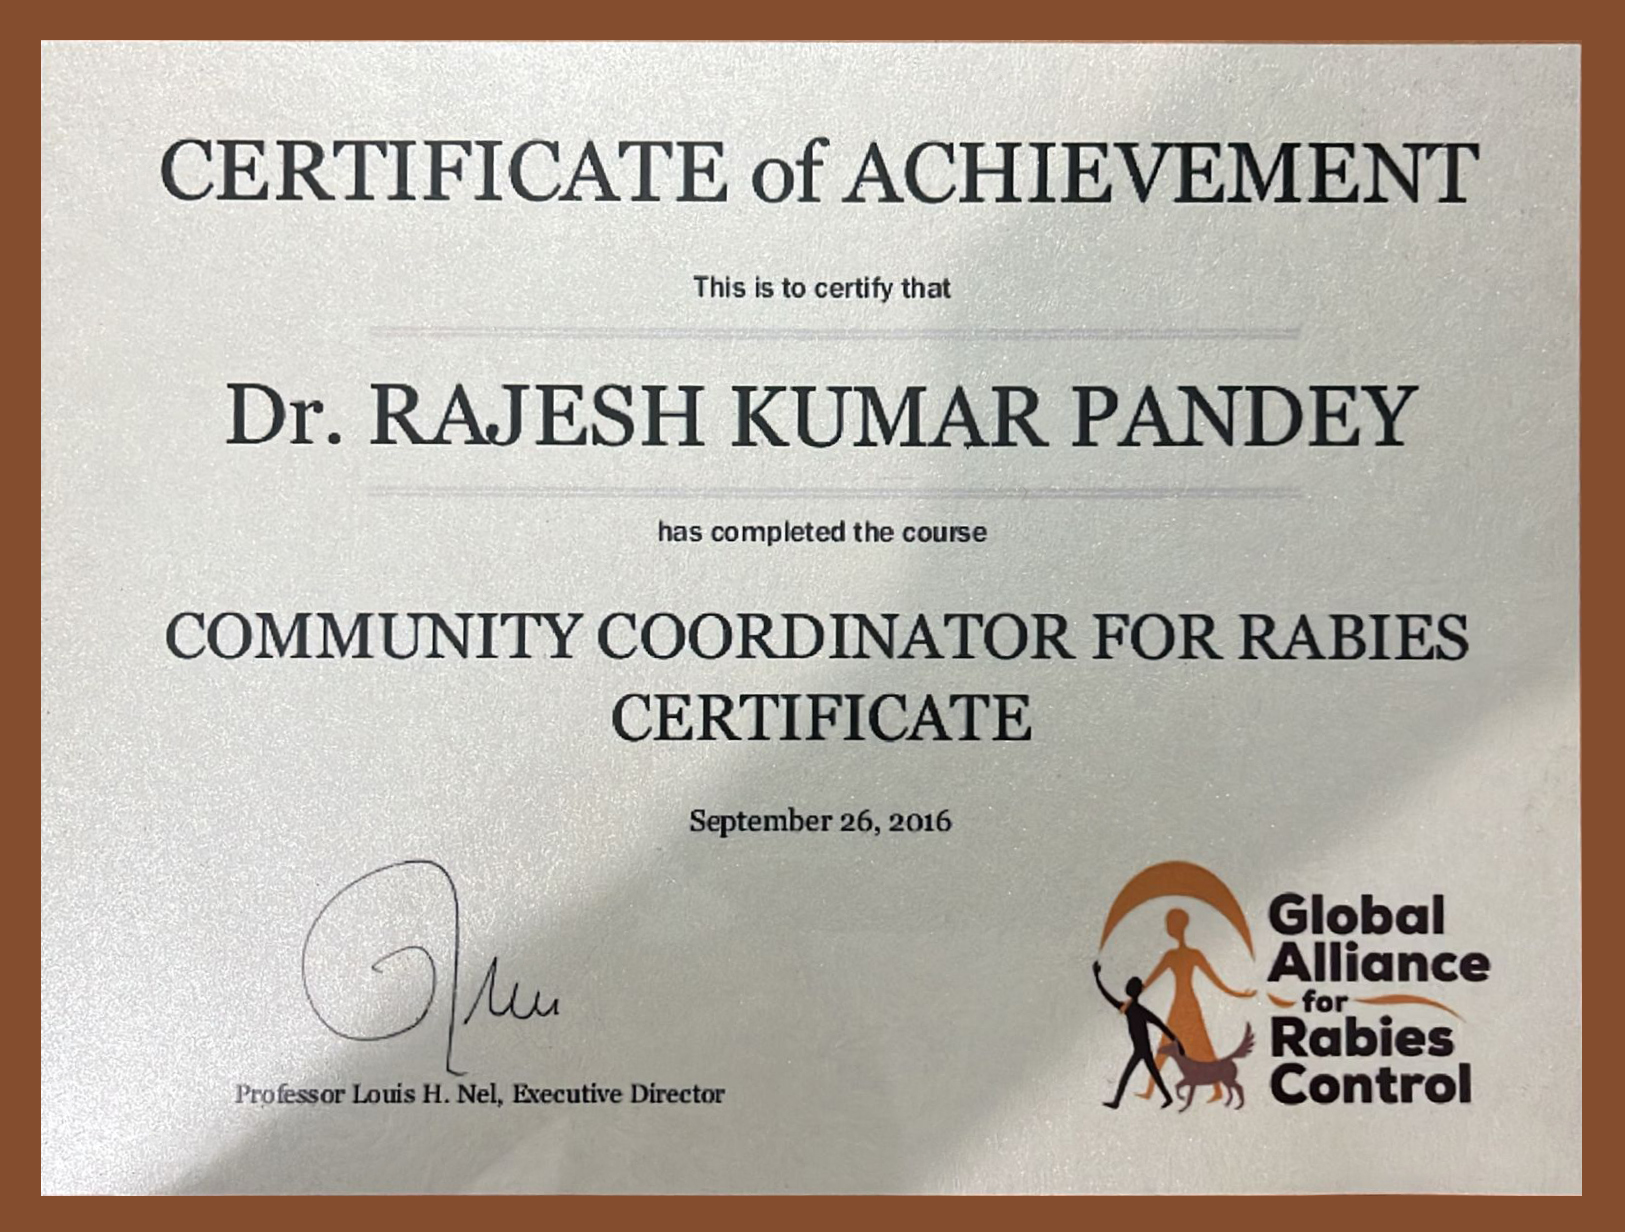 CERTIFICATE of ACHIEVEMENT
This is to certify that
Dr. RAJESH KUMAR PANDEY
has completed the course
COMMUNITY COORDINATOR FOR RABIES
CERTIFICATE
September 26, 2016
Professor Louis H. Nel, Executive Director
Global
Alliance
for
Rabies
Control